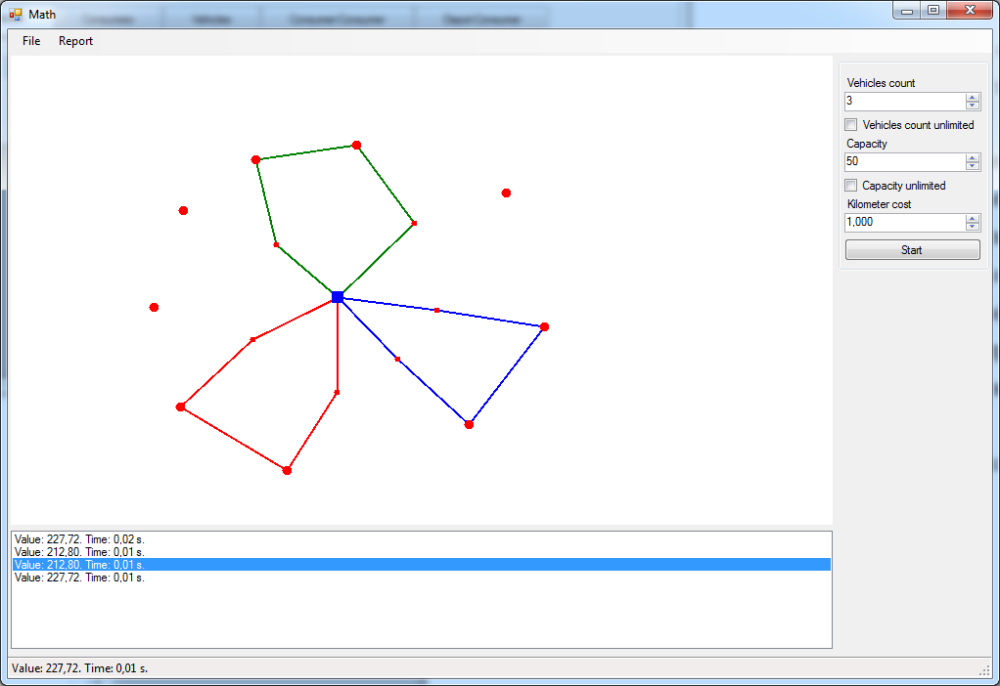 Math
File Report
Vehicles count
3
Vehicles count unlimited
Capacity
50
Capacity unlimited
Kilometer cost
1,000
Start
Value: 227,72. Time: 0,02 s.
Value: 212,80. Time: 0,01 s.
Value: 212,80. Time: 0,01 s.
Value: 227,72. Time: 0,01 s.
Value: 227,72. Time: 0,01 s.